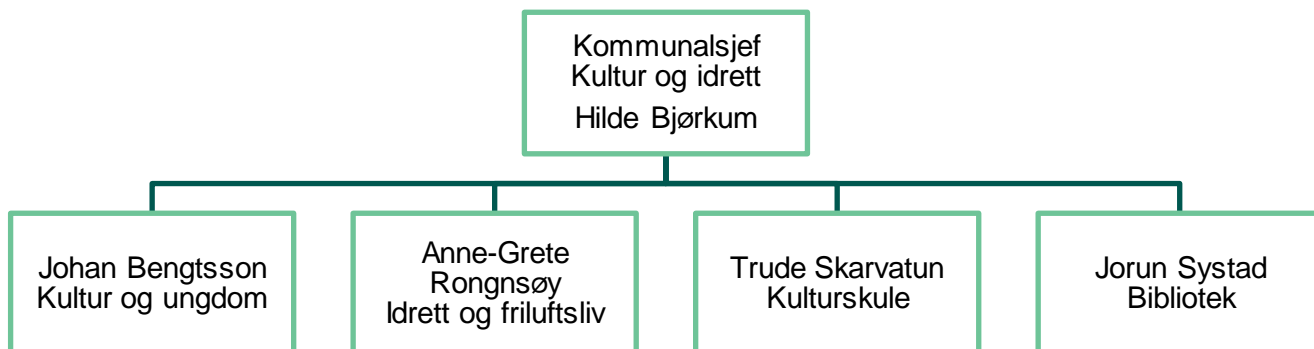 Kommunalsjef
Kultur og idrett
Hilde Bjørkum
Johan Bengtsson
Kultur og ungdom
Anne-Grete
Rongnsøy
Idrett og friluftsliv
Trude Skarvatun
Kulturskule
Jorun Systad
Bibliotek